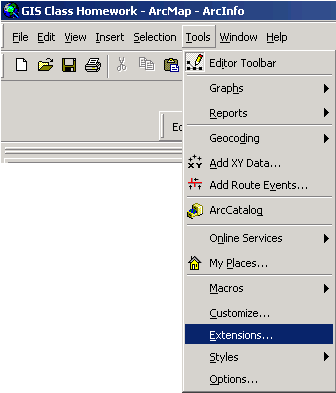 GIS Class Homework - ArcMap - ArcInfo
File Edit View Insert Selection Tools Window Help
Editor Toolbar
Graphs
Reports
Geocoding
Add XY Data...
Add Route Events...
ArcCatalog
Online Services
My Places...
Macros
Customize...
Extensions...
Styles
Options...